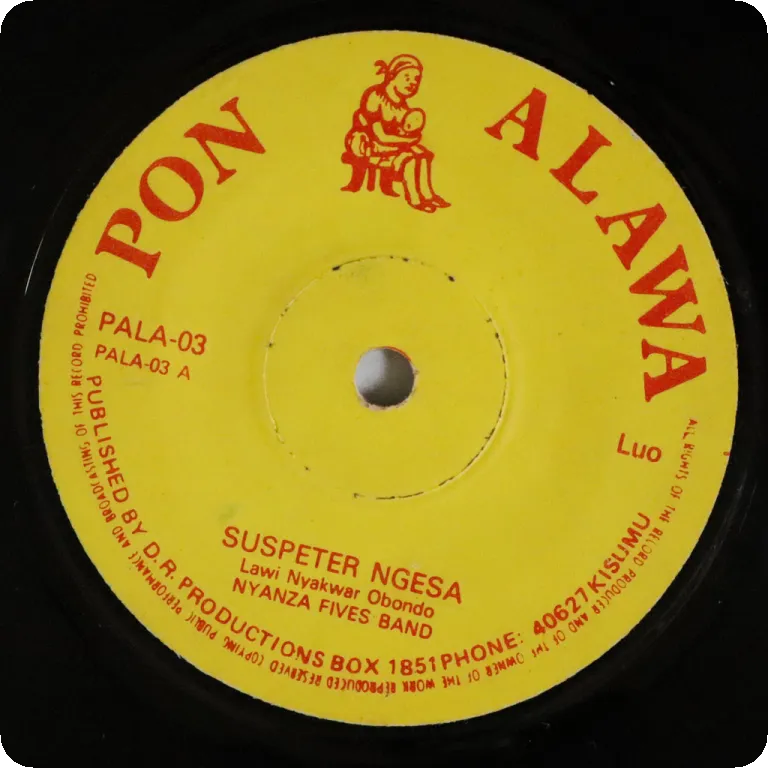 PON ALAWA
PALA-03
PALA-03 A
Luo
SUSPETER NGESA
Lawi Nyakwar Obondo
NYANZA FIVES BAND
PUBLISHED BY D.R. PRODUCTIONS BOX 1851 PHONE: 40627 KISUMU
ALL RIGHTS OF THE RECORD PRODUCER AND OF THE OWNER OF THE WORK REPRODUCED RESERVED COPYING PUBLIC PERFORMANCE AND BROADCASTING OF THIS RECORD PROHIBITED